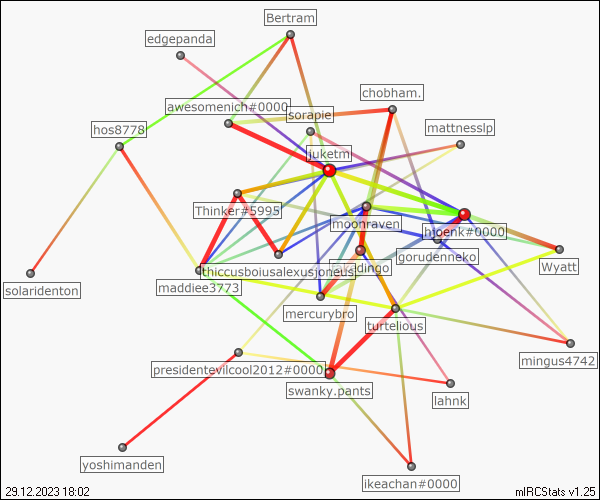 Bertram
edgepanda
chobham.
awesomenich#0000
sorapie
hos8778
mattnesslp
juketm
Thinker#5995
moonraven
hjoenk#0000
gorudenneko
dingo
Wyatt
solaridenton
maddiee3773
mercurybro
turtelious
mingus4742
presidentevilcool2012#0000
swanky.pants
lahnk
yoshimanden
ikeachan#0000
29.12.2023 18:02
mIRCStats v1.25